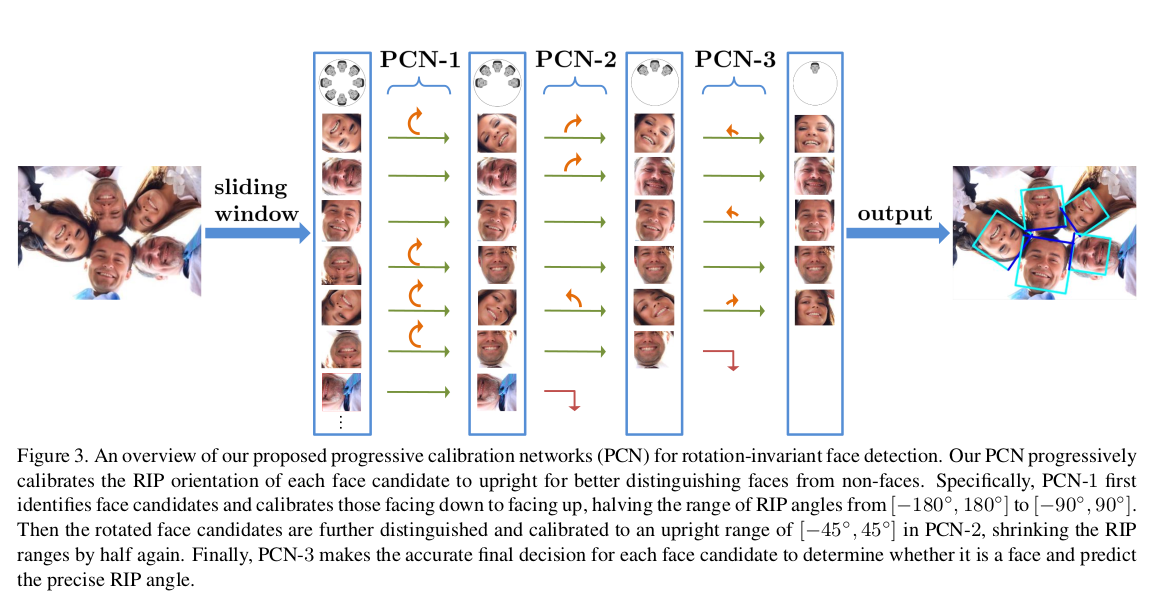 PCN-1 PCN-2 PCN-3
sliding
window
output
⋮
Figure 3. An overview of our proposed progressive calibration networks (PCN) for rotation-invariant face detection. Our PCN progressively
calibrates the RIP orientation of each face candidate to upright for better distinguishing faces from non-faces. Specifically, PCN-1 first
identifies face candidates and calibrates those facing down to facing up, halving the range of RIP angles from [−180°, 180°] to [−90°, 90°].
Then the rotated face candidates are further distinguished and calibrated to an upright range of [−45°, 45°] in PCN-2, shrinking the RIP
ranges by half again. Finally, PCN-3 makes the accurate final decision for each face candidate to determine whether it is a face and predict
the precise RIP angle.